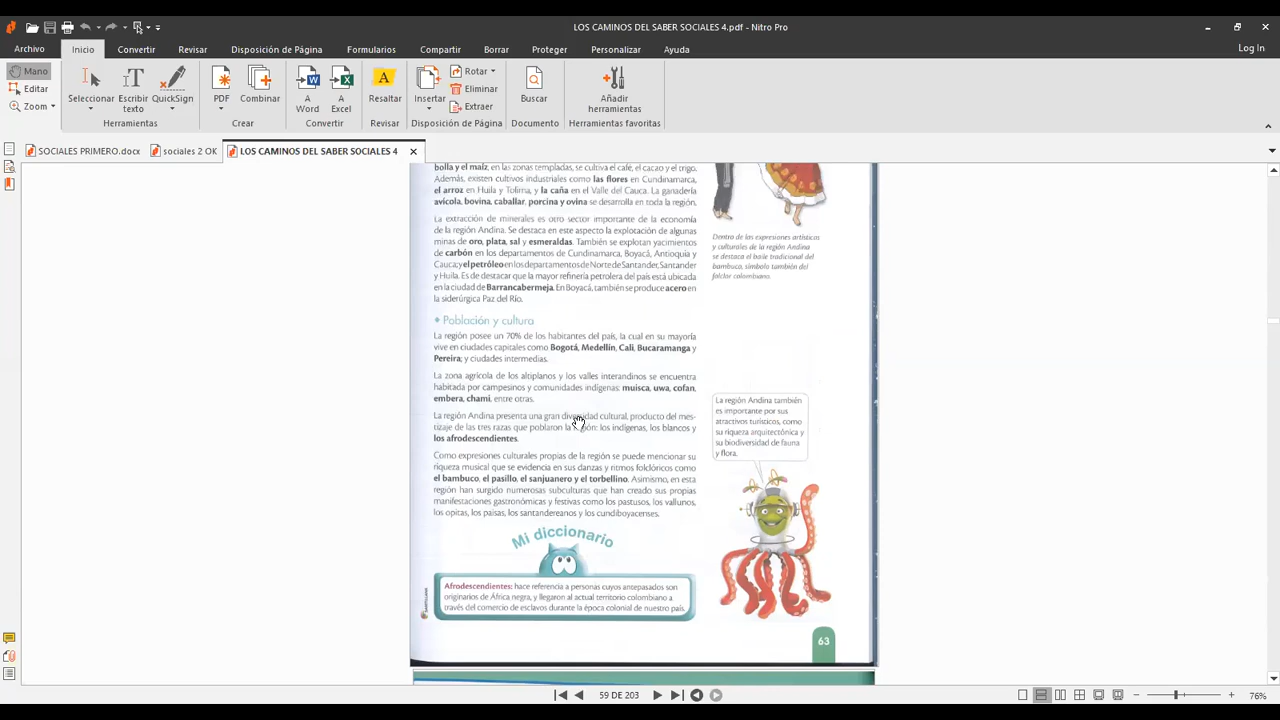 LOS CAMINOS DEL SABER SOCIALES 4.pdf - Nitro Pro
Archivo Inicio Convertir Revisar Disposición de Página Formularios Compartir Borrar Proteger Personalizar Ayuda Log In
Mano
Editar
Zoom
Seleccionar
Escribir texto
QuickSign
PDF
Combinar
A Word
A Excel
Resaltar
Insertar
Rotar
Eliminar
Extraer
Buscar
Añadir herramientas
Herramientas Crear Convertir Revisar Disposición de Página Documento Herramientas favoritas
SOCIALES PRIMERO.docx sociales 2 OK LOS CAMINOS DEL SABER SOCIALES 4
bolla y el maíz; en las zonas templadas, se cultiva el café, el cacao y el trigo.
Además, existen cultivos industriales como las flores en Cundinamarca,
el arroz en Huila y Tolima, y la caña en el Valle del Cauca. La ganadería
avícola, bovina, caballar, porcina y ovina se desarrolla en toda la región.
La extracción de minerales es otro sector importante de la economía
de la región Andina. Se destaca en este aspecto la explotación de algunas
minas de oro, plata, sal y esmeraldas. También se explotan yacimientos
de carbón en los departamentos de Cundinamarca, Boyacá, Antioquia y
Cauca; y el petróleo en los departamentos de Norte de Santander, Santander
y Huila. Es de destacar que la mayor refinería petrolera del país está ubicada
en la ciudad de Barrancabermeja. En Boyacá, también se produce acero en
la siderúrgica Paz del Río.
Población y cultura
La región posee un 70% de los habitantes del país, la cual en su mayoría
vive en ciudades capitales como Bogotá, Medellín, Cali, Bucaramanga y
Pereira; y ciudades intermedias.
La zona agrícola de los altiplanos y los valles interandinos se encuentra
habitada por campesinos y comunidades indígenas: muisca, uwa, cofan,
embera, chamí, entre otras.
La región Andina presenta una gran diversidad cultural, producto del mes-
tizaje de las tres razas que poblaron la región: los indígenas, los blancos y
los afrodescendientes.
Como expresiones culturales propias de la región se puede mencionar su
riqueza musical que se evidencia en sus danzas y ritmos folclóricos como
el bambuco, el pasillo, el sanjuanero y el torbellino. Asimismo, en esta
región han surgido numerosas subculturas que han creado sus propias
manifestaciones gastronómicas y festivas como los pastusos, los vallunos,
los opitas, los paisas, los santandereanos y los cundiboyacenses.
Mi diccionario
Afrodescendientes: hace referencia a personas cuyos antepasados son
originarios de África negra, y llegaron al actual territorio colombiano a
través del comercio de esclavos durante la época colonial de nuestro país.
Dentro de las expresiones artísticas
y culturales de la región Andina
se destaca el baile tradicional del
bambuco, símbolo también del
folclor colombiano.
La región Andina también
es importante por sus
atractivos turísticos, como
su riqueza arquitectónica y
su biodiversidad de fauna
y flora.
63
59 DE 203
76%